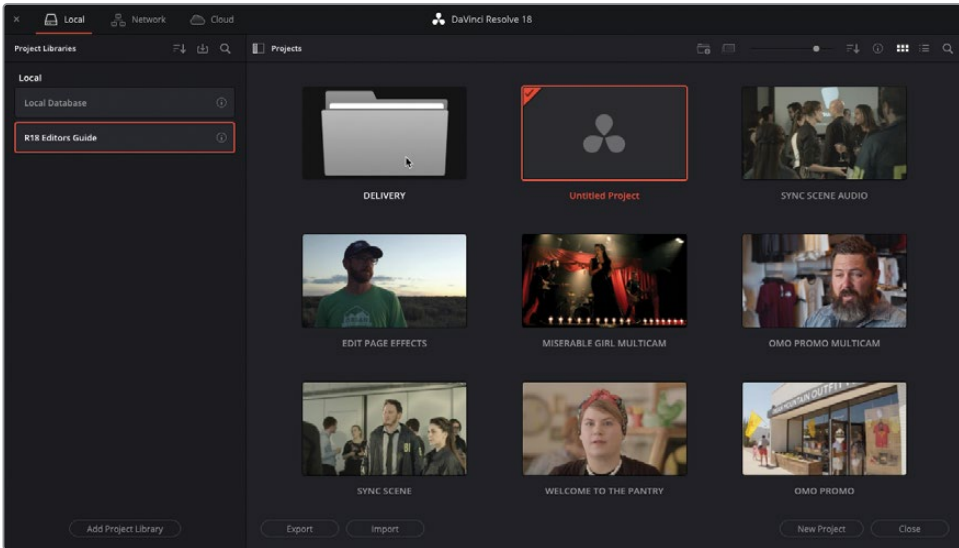 Local
Network
Cloud
DaVinci Resolve 18
Project Libraries
Projects
Local
Local Database
R18 Editors Guide
DELIVERY
Untitled Project
SYNC SCENE AUDIO
EDIT PAGE EFFECTS
MISERABLE GIRL MULTICAM
OMO PROMO MULTICAM
SYNC SCENE
WELCOME TO THE PANTRY
OMO PROMO
Add Project Library
Export
Import
New Project
Close